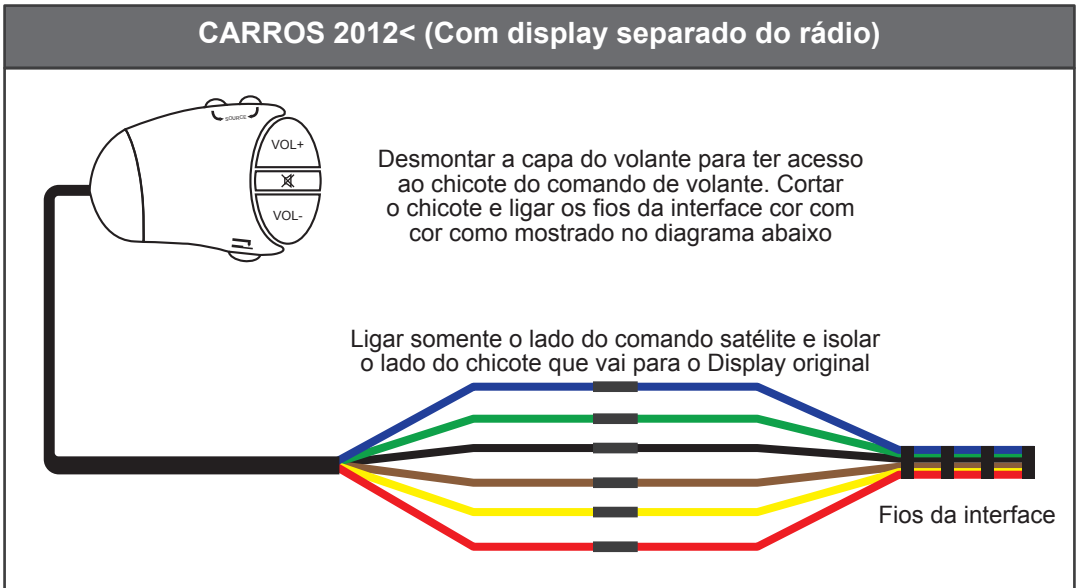 CARROS 2012< (Com display separado do rádio)
SOURCE
VOL+
VOL-
Desmontar a capa do volante para ter acesso
ao chicote do comando de volante. Cortar
o chicote e ligar os fios da interface cor com
cor como mostrado no diagrama abaixo
Ligar somente o lado do comando satélite e isolar
o lado do chicote que vai para o Display original
Fios da interface